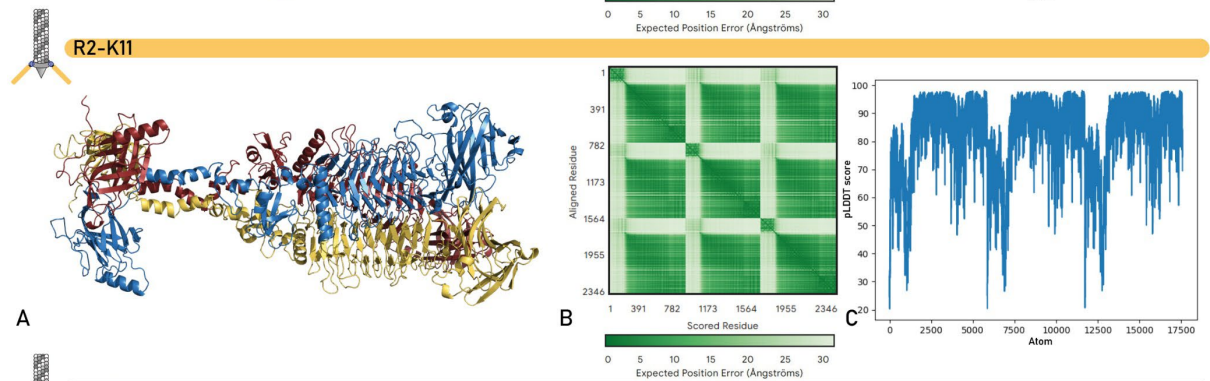 0 5 10 15 20 25 30
Expected Position Error (Ångströms)
R2-K11
A
B
Aligned Residue
1
391
782
1173
1564
1955
2346
1 391 782 1173 1564 1955 2346
Scored Residue
0 5 10 15 20 25 30
Expected Position Error (Ångströms)
C
pLDDT score
100
90
80
70
60
50
40
30
20
0 2500 5000 7500 10000 12500 15000 17500
Atom